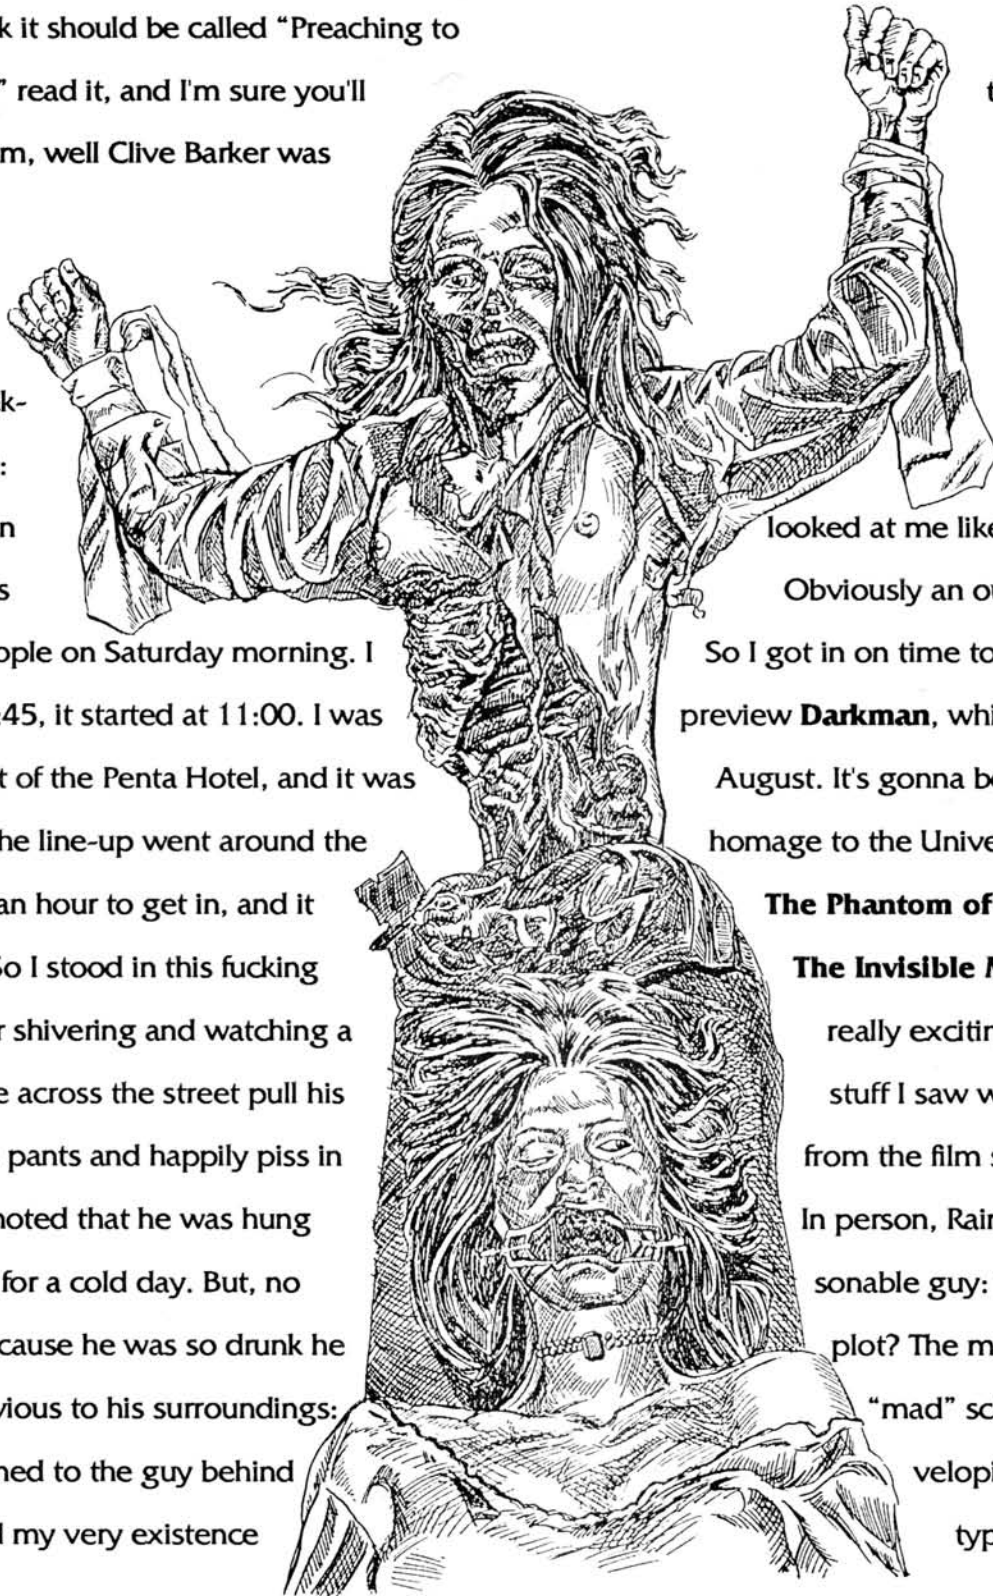 k it should be called “Preaching to
” read it, and I'm sure you'll
m, well Clive Barker was
k-
:
n
s
ople on Saturday morning. I
:45, it started at 11:00. I was
t of the Penta Hotel, and it was
he line-up went around the
an hour to get in, and it
So I stood in this fucking
r shivering and watching a
e across the street pull his
pants and happily piss in
noted that he was hung
for a cold day. But, no
cause he was so drunk he
vious to his surroundings:
ned to the guy behind
d my very existence
t
looked at me like
Obviously an ou
So I got in on time to
preview Darkman, whi
August. It's gonna be
homage to the Unive
The Phantom of
The Invisible M
really excitin
stuff I saw w
from the film s
In person, Raim
sonable guy:
plot? The m
“mad” sc
velopi
typ